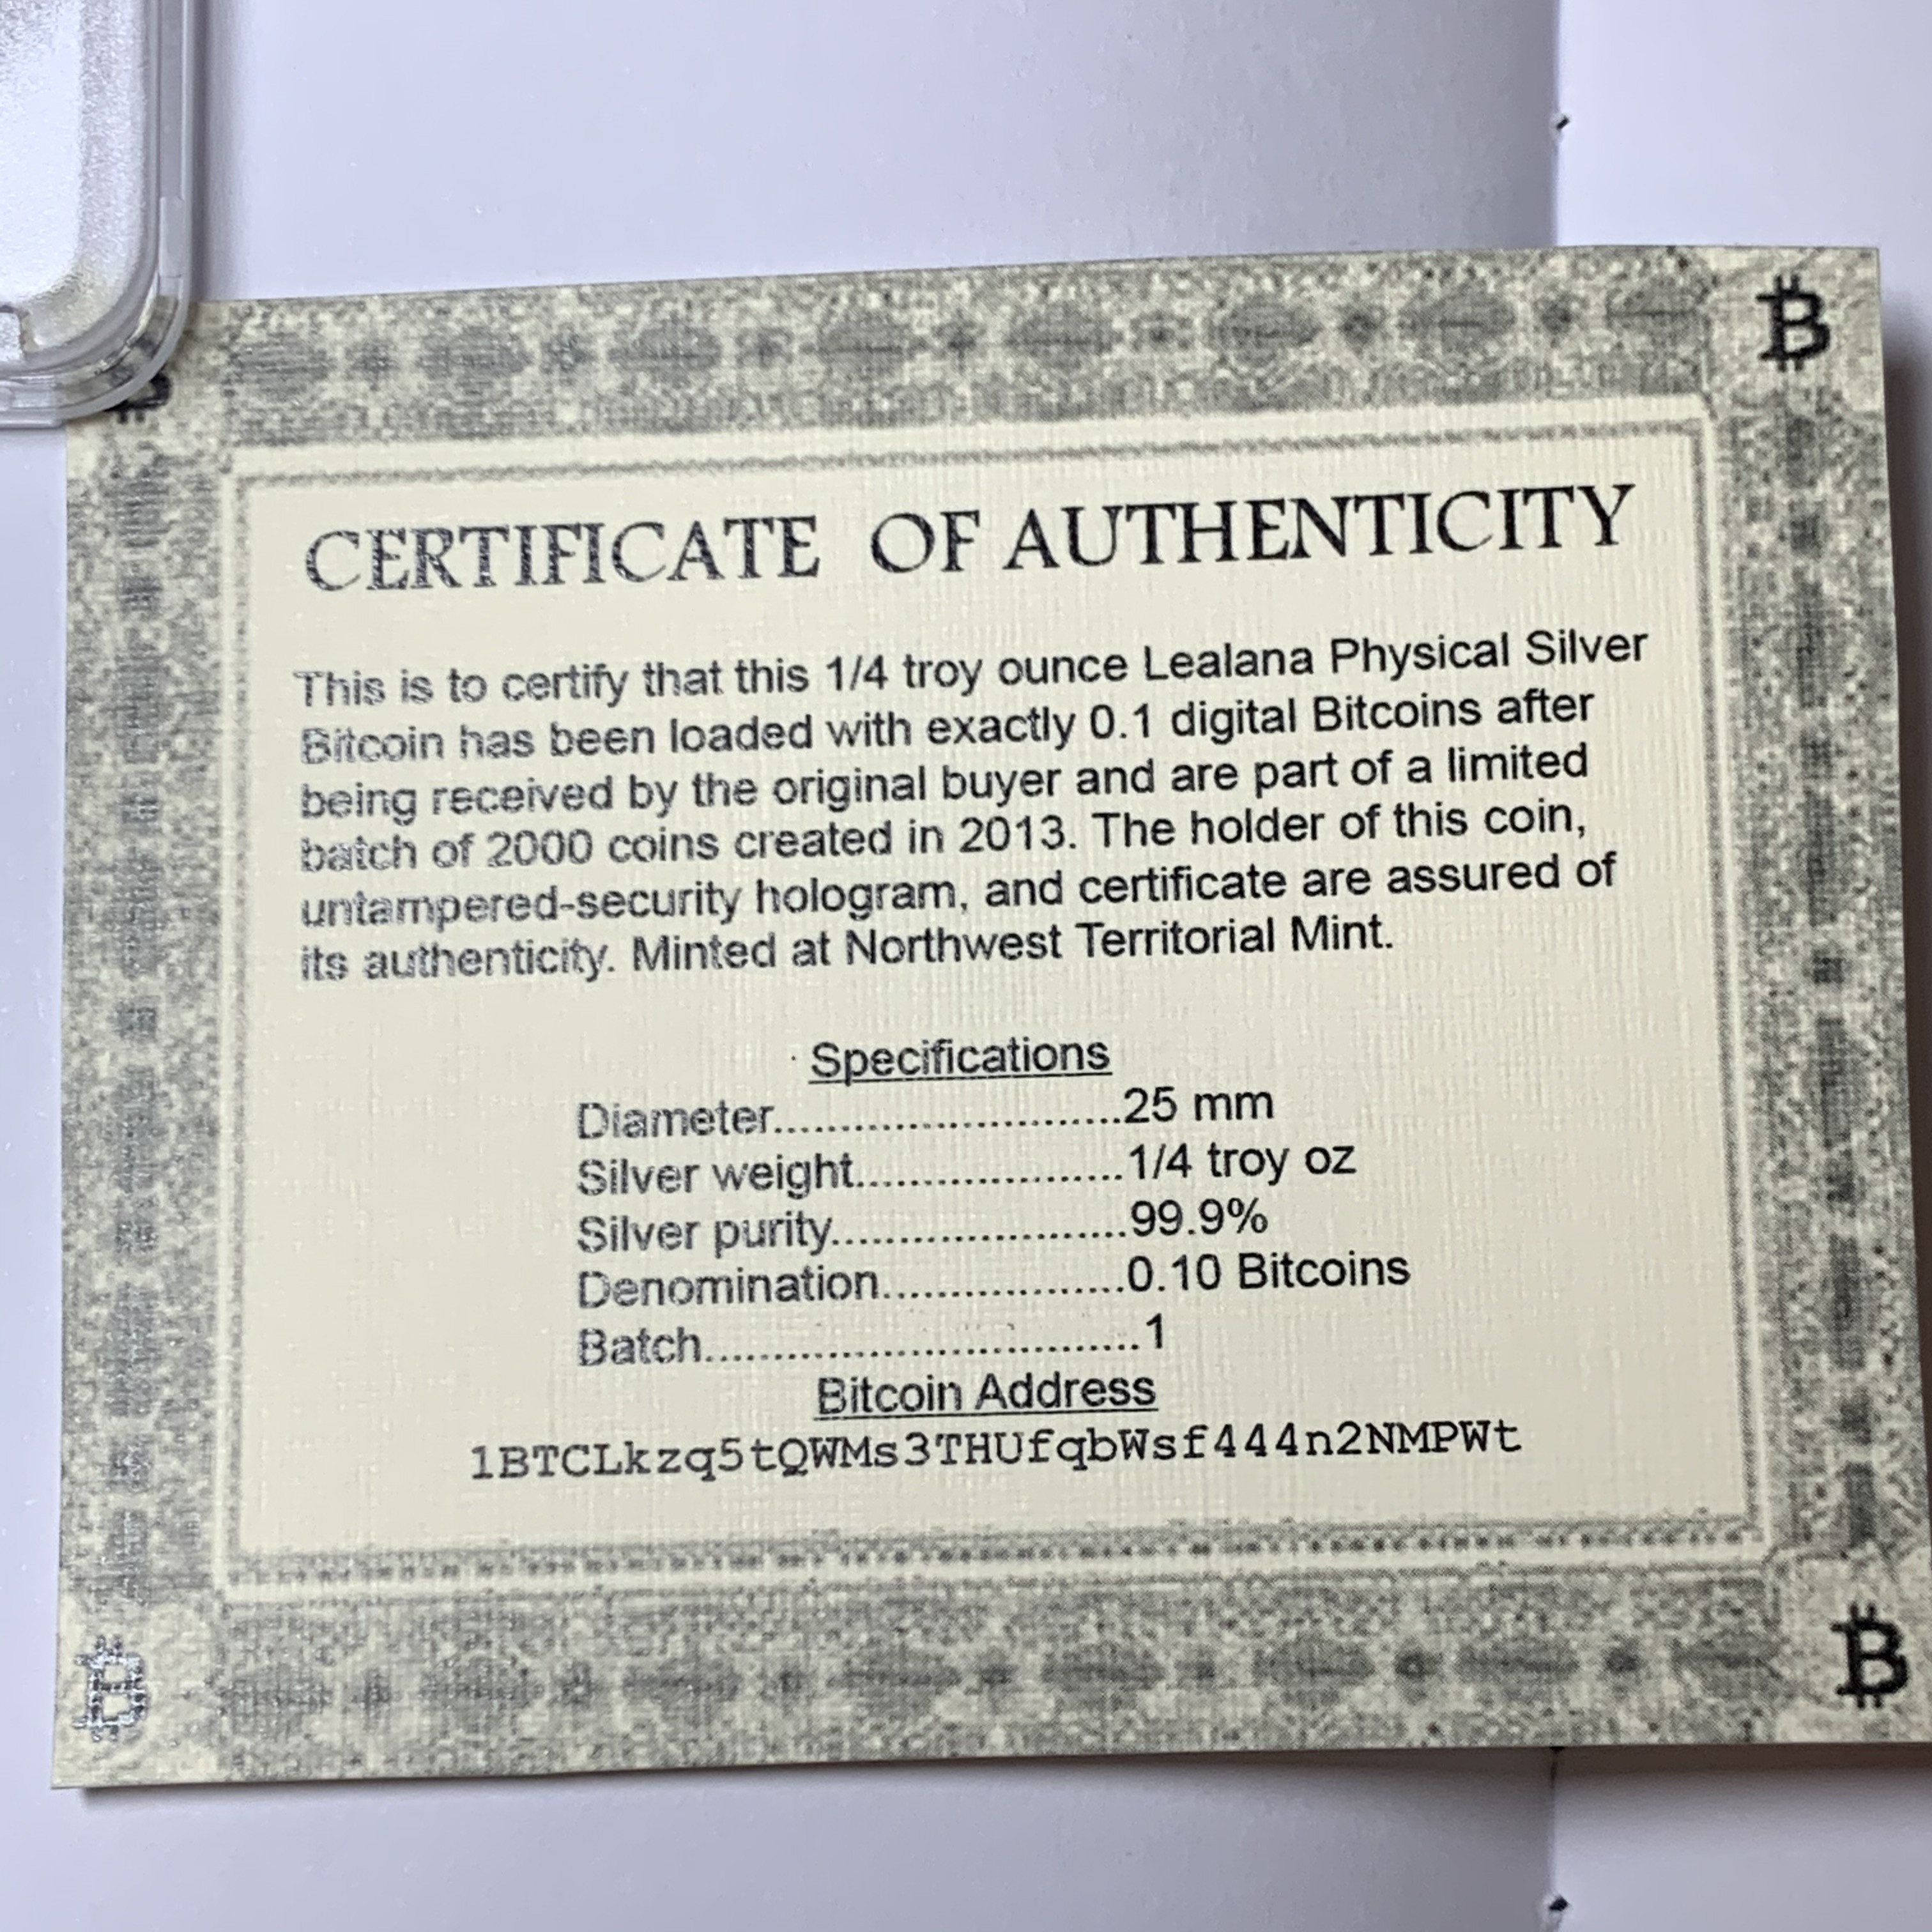 CERTIFICATE OF AUTHENTICITY
This is to certify that this 1/4 troy ounce Lealana Physical Silver
Bitcoin has been loaded with exactly 0.1 digital Bitcoins after
being received by the original buyer and are part of a limited
batch of 2000 coins created in 2013. The holder of this coin,
untampered-security hologram, and certificate are assured of
its authenticity. Minted at Northwest Territorial Mint.
Specifications
Diameter...........................25 mm
Silver weight.....................1/4 troy oz
Silver purity.......................99.9%
Denomination...................0.10 Bitcoins
Batch..................................1
Bitcoin Address
1BTCLkzq5tQWMs3THUfqbWsf444n2NMPWt